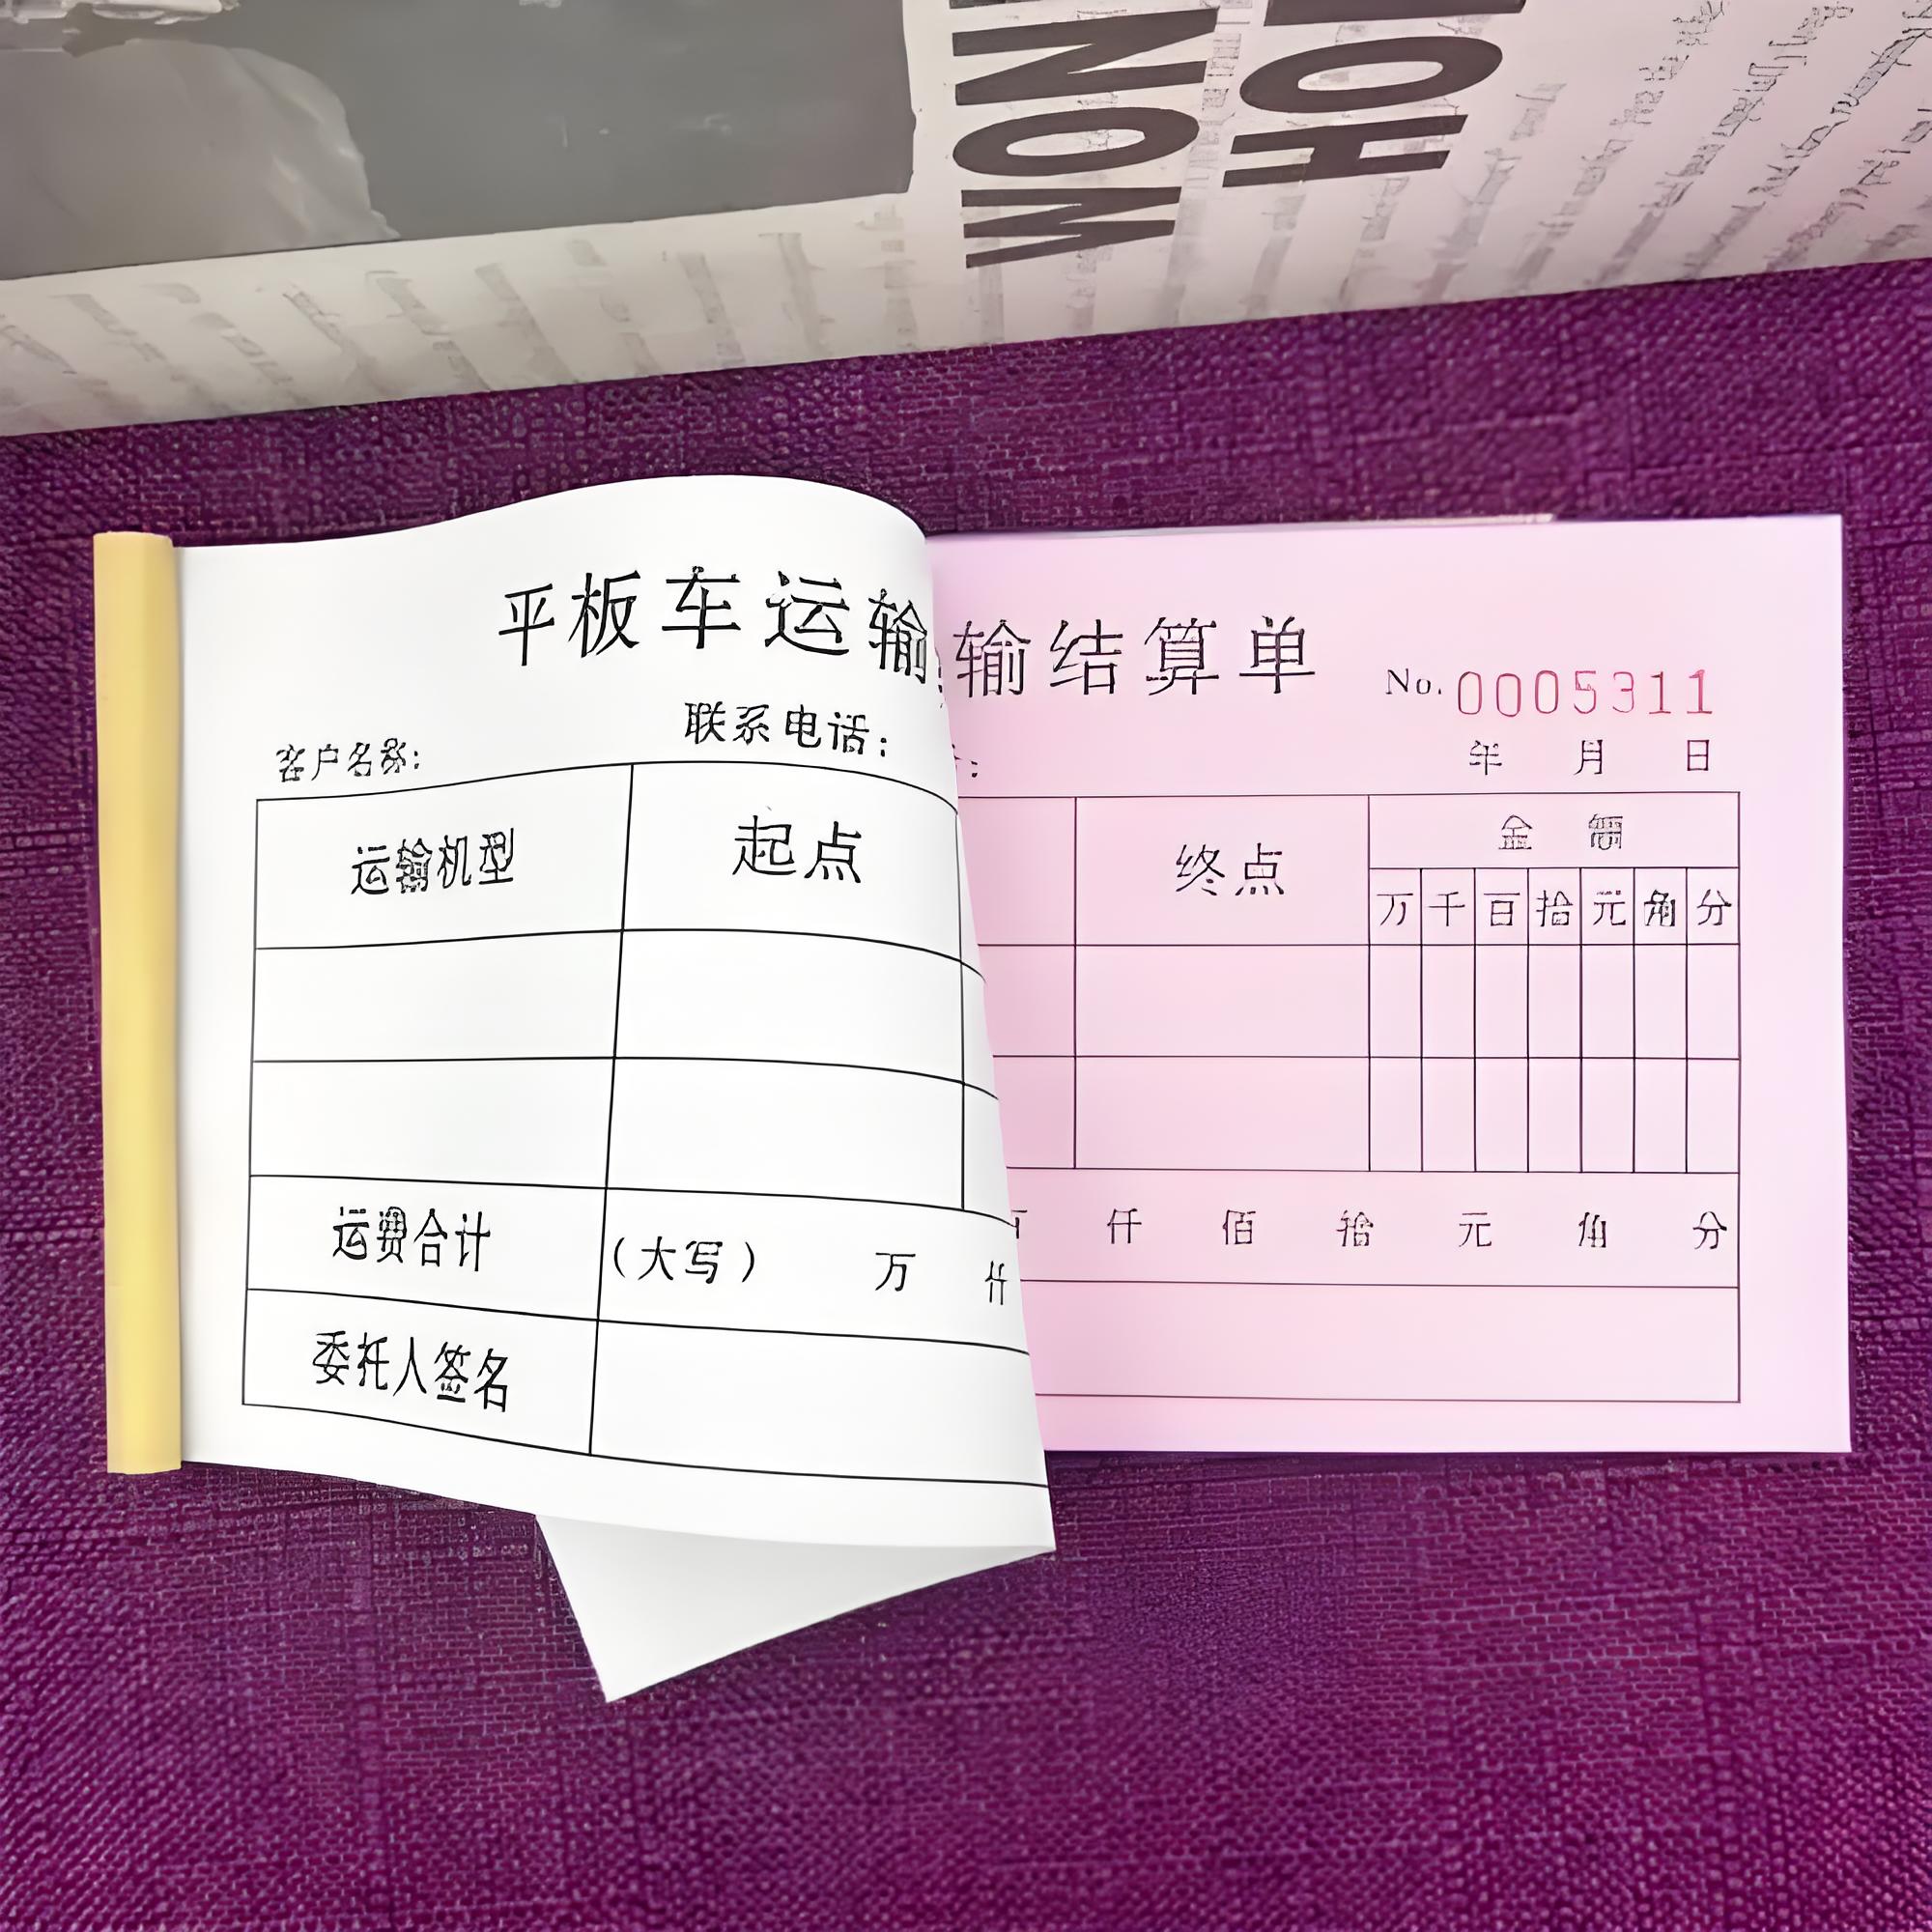 平板车运输
输结算单
No. 0005311
客户名称:
联系电话:
年 月 日
运输机型
起点
终点
金 额
万 千 百 拾 元 角 分
运费合计
(大写) 万 仟
仟 佰 拾 元 角 分
委托人签名
NOM
HO